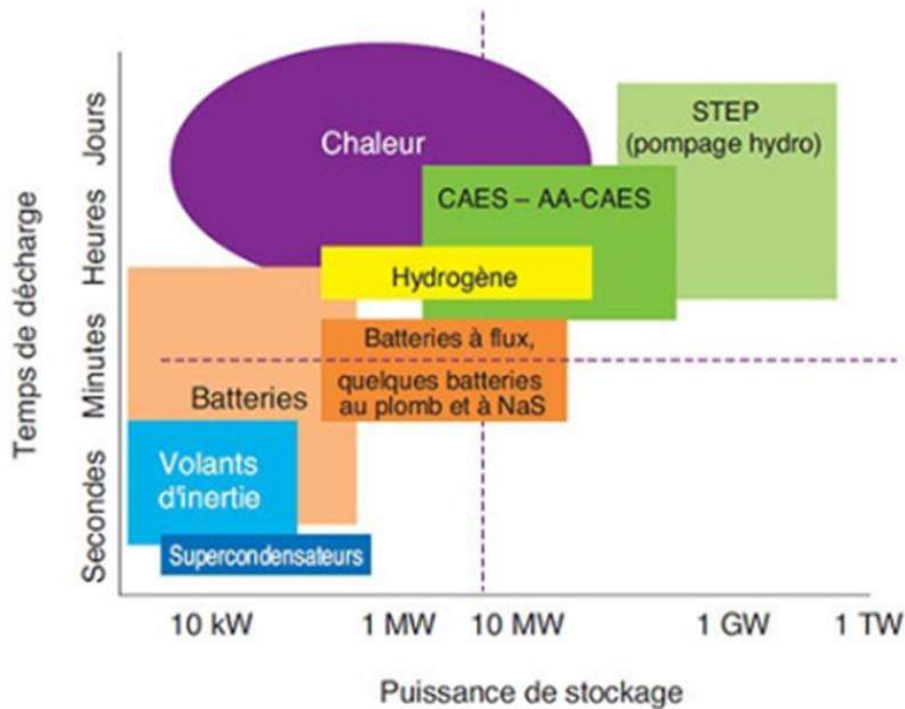 Temps de décharge
Jours
Heures
Minutes
Secondes
Chaleur
STEP
(pompage hydro)
CAES – AA-CAES
Hydrogène
Batteries à flux,
quelques batteries
au plomb et à NaS
Batteries
Volants
d'inertie
Supercondensateurs
10 kW
1 MW
10 MW
1 GW
1 TW
Puissance de stockage